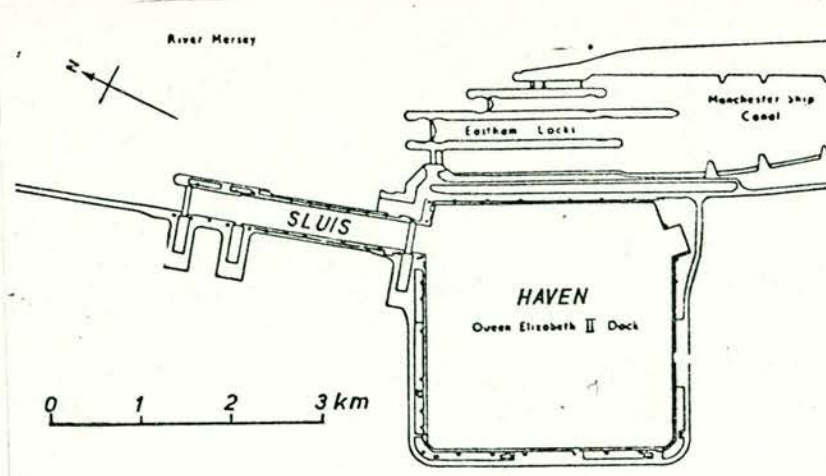 River Mersey
N
Manchester Ship
Canal
Eastham Locks
SLUIS
HAVEN
Queen Elizabeth II Dock
0 1 2 3 km